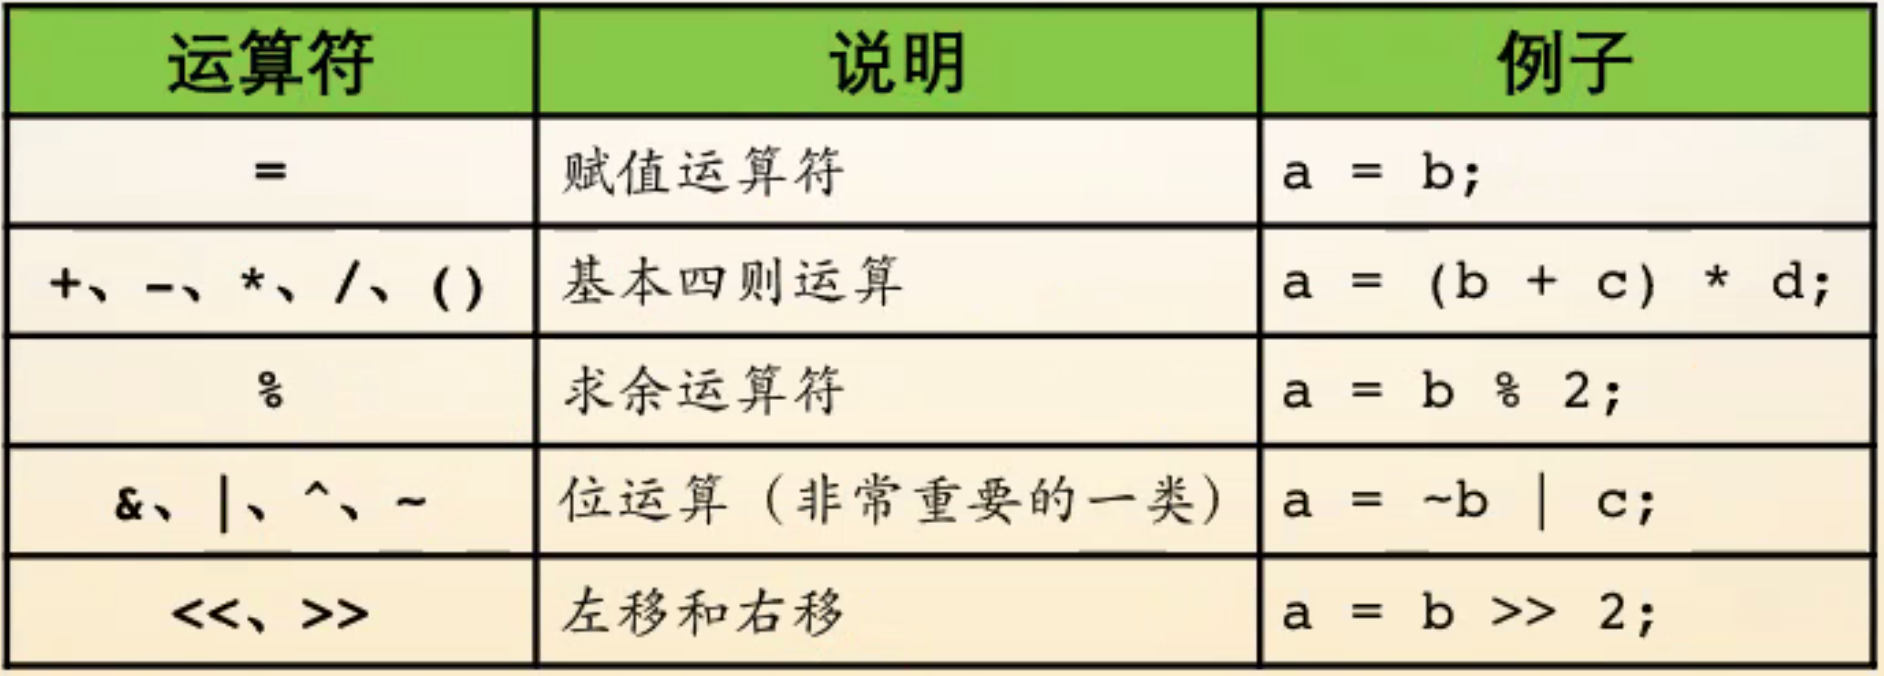 运算符 说明 例子
= 赋值运算符 a = b;
+、-、*、/、() 基本四则运算 a = (b + c) * d;
% 求余运算符 a = b % 2;
&、|、^、~ 位运算（非常重要的一类） a = ~b | c;
<<、>> 左移和右移 a = b >> 2;